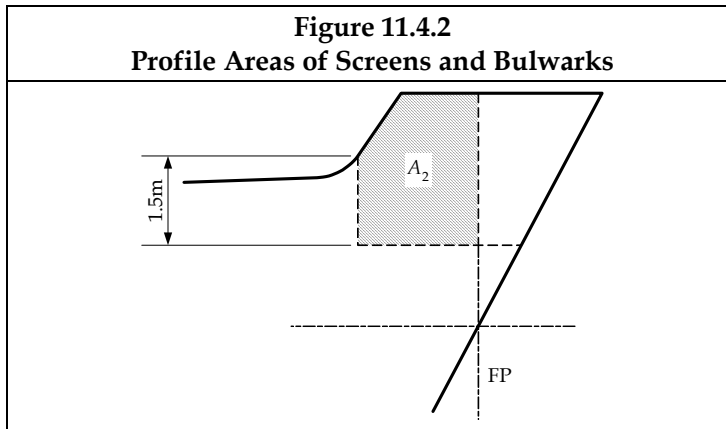 Figure 11.4.2
Profile Areas of Screens and Bulwarks
A2
1.5m
FP